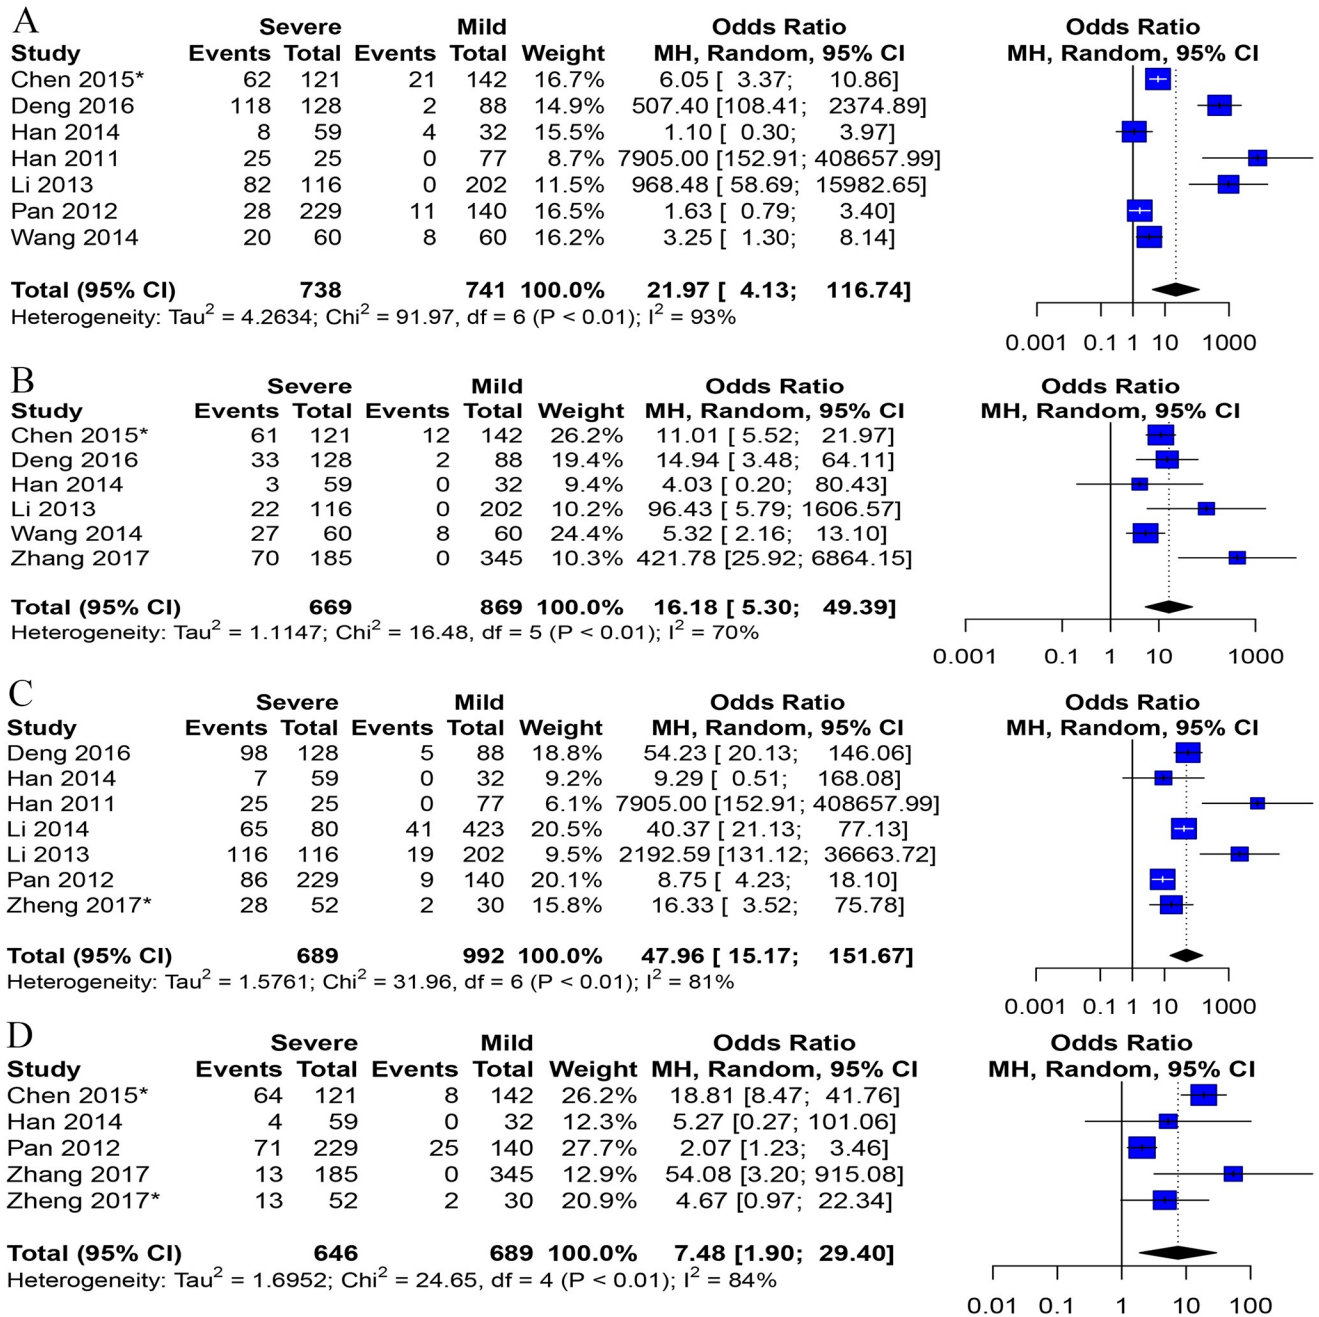 A
Severe Mild Odds Ratio Odds Ratio
Study Events Total Events Total Weight MH, Random, 95% CI MH, Random, 95% CI
Chen 2015* 62 121 21 142 16.7% 6.05 [ 3.37; 10.86]
Deng 2016 118 128 2 88 14.9% 507.40 [108.41; 2374.89]
Han 2014 8 59 4 32 15.5% 1.10 [ 0.30; 3.97]
Han 2011 25 25 0 77 8.7% 7905.00 [152.91; 408657.99]
Li 2013 82 116 0 202 11.5% 968.48 [ 58.69; 15982.65]
Pan 2012 28 229 11 140 16.5% 1.63 [ 0.79; 3.40]
Wang 2014 20 60 8 60 16.2% 3.25 [ 1.30; 8.14]
Total (95% CI) 738 741 100.0% 21.97 [ 4.13; 116.74]
Heterogeneity: Tau² = 4.2634; Chi² = 91.97, df = 6 (P < 0.01); I² = 93%
0.001 0.1 1 10 1000
B
Severe Mild Odds Ratio Odds Ratio
Study Events Total Events Total Weight MH, Random, 95% CI MH, Random, 95% CI
Chen 2015* 61 121 12 142 26.2% 11.01 [ 5.52; 21.97]
Deng 2016 33 128 2 88 19.4% 14.94 [ 3.48; 64.11]
Han 2014 3 59 0 32 9.4% 4.03 [ 0.20; 80.43]
Li 2013 22 116 0 202 10.2% 96.43 [ 5.79; 1606.57]
Wang 2014 27 60 8 60 24.4% 5.32 [ 2.16; 13.10]
Zhang 2017 70 185 0 345 10.3% 421.78 [25.92; 6864.15]
Total (95% CI) 669 869 100.0% 16.18 [ 5.30; 49.39]
Heterogeneity: Tau² = 1.1147; Chi² = 16.48, df = 5 (P < 0.01); I² = 70%
0.001 0.1 1 10 1000
C
Severe Mild Odds Ratio Odds Ratio
Study Events Total Events Total Weight MH, Random, 95% CI MH, Random, 95% CI
Deng 2016 98 128 5 88 18.8% 54.23 [ 20.13; 146.06]
Han 2014 7 59 0 32 9.2% 9.29 [ 0.51; 168.08]
Han 2011 25 25 0 77 6.1% 7905.00 [152.91; 408657.99]
Li 2014 65 80 41 423 20.5% 40.37 [ 21.13; 77.13]
Li 2013 116 116 19 202 9.5% 2192.59 [131.12; 36663.72]
Pan 2012 86 229 9 140 20.1% 8.75 [ 4.23; 18.10]
Zheng 2017* 28 52 2 30 15.8% 16.33 [ 3.52; 75.78]
Total (95% CI) 689 992 100.0% 47.96 [ 15.17; 151.67]
Heterogeneity: Tau² = 1.5761; Chi² = 31.96, df = 6 (P < 0.01); I² = 81%
0.001 0.1 1 10 1000
D
Severe Mild Odds Ratio Odds Ratio
Study Events Total Events Total Weight MH, Random, 95% CI MH, Random, 95% CI
Chen 2015* 64 121 8 142 26.2% 18.81 [8.47; 41.76]
Han 2014 4 59 0 32 12.3% 5.27 [0.27; 101.06]
Pan 2012 71 229 25 140 27.7% 2.07 [1.23; 3.46]
Zhang 2017 13 185 0 345 12.9% 54.08 [3.20; 915.08]
Zheng 2017* 13 52 2 30 20.9% 4.67 [0.97; 22.34]
Total (95% CI) 646 689 100.0% 7.48 [1.90; 29.40]
Heterogeneity: Tau² = 1.6952; Chi² = 24.65, df = 4 (P < 0.01); I² = 84%
0.01 0.1 1 10 100